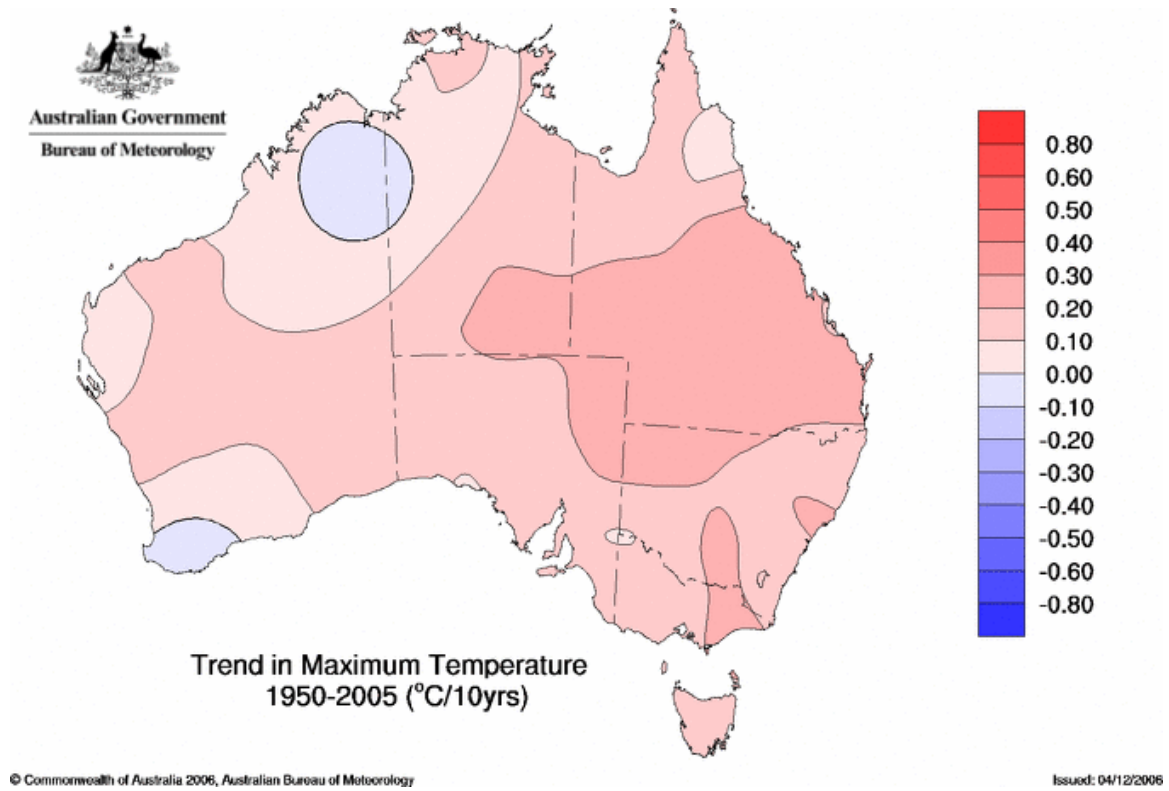 Australian Government
Bureau of Meteorology
0.80
0.60
0.50
0.40
0.30
0.20
0.10
0.00
-0.10
-0.20
-0.30
-0.40
-0.50
-0.60
-0.80
Trend in Maximum Temperature
1950-2005 (°C/10yrs)
© Commonwealth of Australia 2006, Australian Bureau of Meteorology
Issued: 04/12/2006